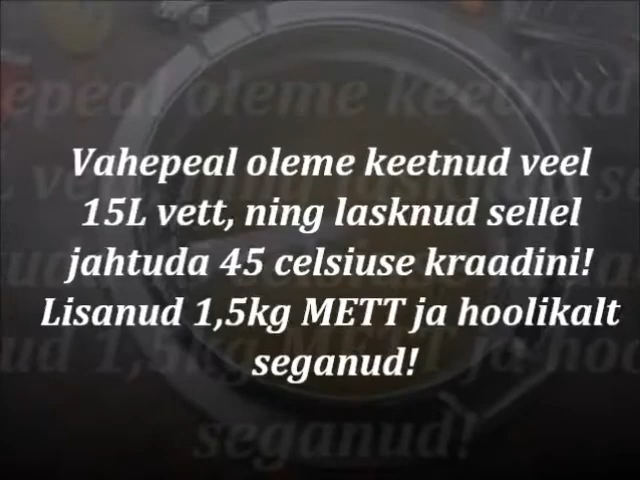 Vahepeal oleme keetnud veel
15L vett, ning lasknud sellel
jahtuda 45 celsiuse kraadini!
Lisanud 1,5kg METT ja hoolikalt
seganud!